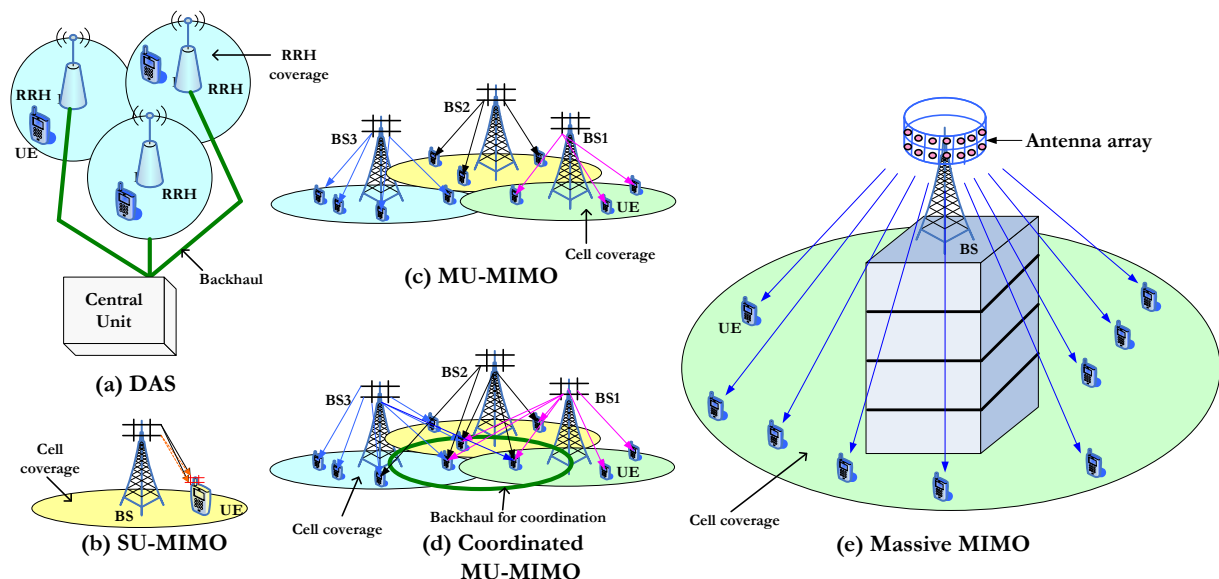 RRH
coverage
RRH
RRH
UE
RRH
Backhaul
Central
Unit
(a) DAS
Cell
coverage
BS
UE
(b) SU-MIMO
BS2
BS3
BS1
UE
Cell coverage
(c) MU-MIMO
BS2
BS3
BS1
UE
Cell coverage
Backhaul for coordination
(d) Coordinated
MU-MIMO
Antenna array
BS
UE
Cell coverage
(e) Massive MIMO